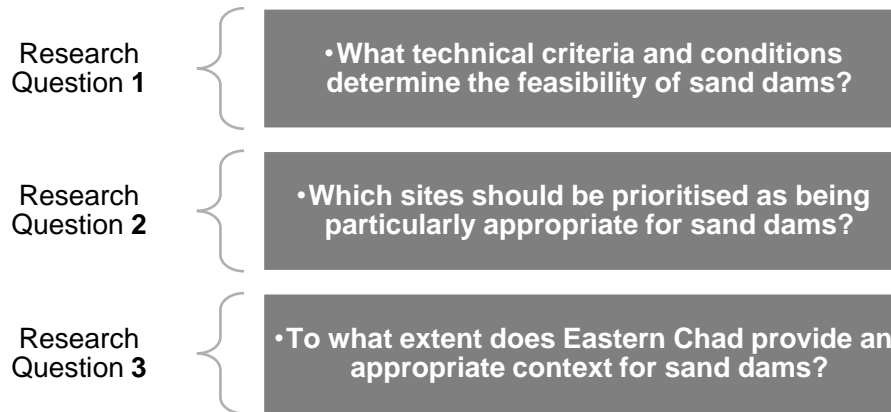 Research
Question 1
•What technical criteria and conditions
determine the feasibility of sand dams?
Research
Question 2
•Which sites should be prioritised as being
particularly appropriate for sand dams?
Research
Question 3
•To what extent does Eastern Chad provide an
appropriate context for sand dams?